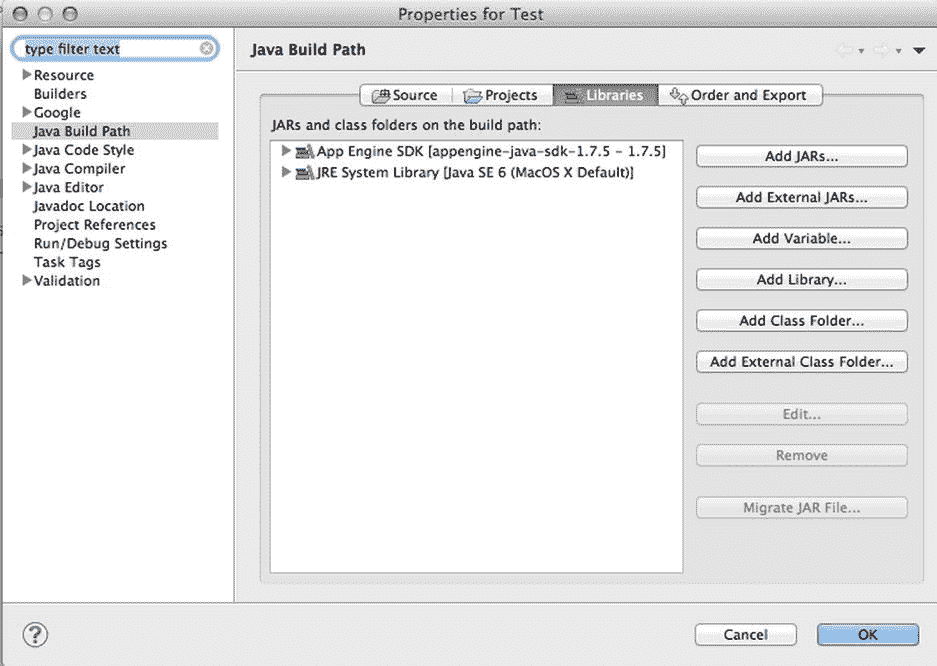 Properties for Test
type filter text
Resource
Builders
Google
Java Build Path
Java Code Style
Java Compiler
Java Editor
Javadoc Location
Project References
Run/Debug Settings
Task Tags
Validation
Java Build Path
Source Projects Libraries Order and Export
JARs and class folders on the build path:
App Engine SDK [appengine-java-sdk-1.7.5 - 1.7.5]
JRE System Library [Java SE 6 (MacOS X Default)]
Add JARs...
Add External JARs...
Add Variable...
Add Library...
Add Class Folder...
Add External Class Folder...
Edit...
Remove
Migrate JAR File...
?
Cancel OK